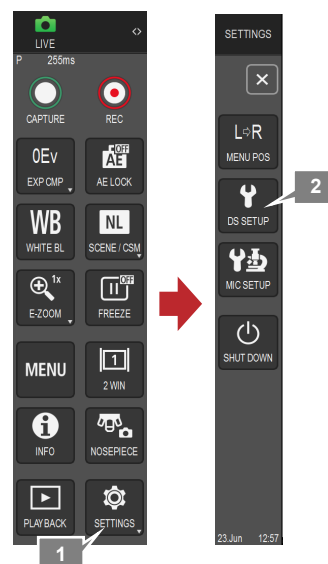 LIVE
P 255ms
CAPTURE REC
0Ev OFF AE
EXP CMP AE LOCK
WB NL
WHITE BL SCENE / CSM
1x OFF
E-ZOOM FREEZE
MENU 1
2 WIN
INFO NOSEPIECE
PLAYBACK SETTINGS
1
SETTINGS
L⇨R
MENU POS
2
DS SETUP
MIC SETUP
SHUT DOWN
23.Jun 12:57